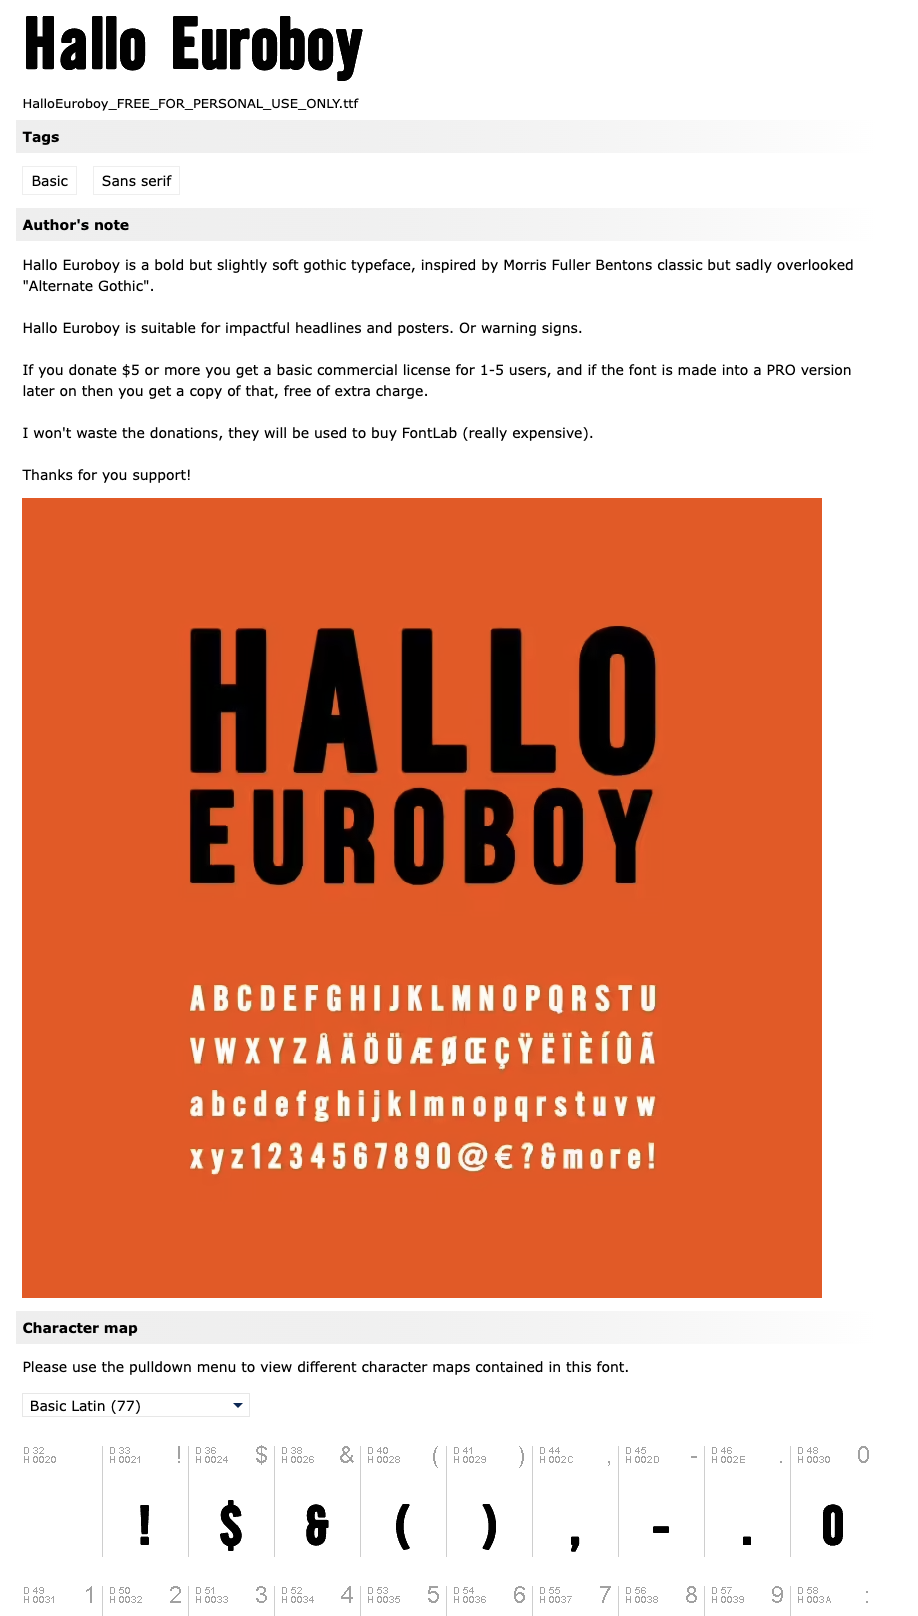 Hallo Euroboy
HalloEuroboy_FREE_FOR_PERSONAL_USE_ONLY.ttf
Tags
Basic Sans serif
Author's note
Hallo Euroboy is a bold but slightly soft gothic typeface, inspired by Morris Fuller Bentons classic but sadly overlooked
"Alternate Gothic".
Hallo Euroboy is suitable for impactful headlines and posters. Or warning signs.
If you donate $5 or more you get a basic commercial license for 1-5 users, and if the font is made into a PRO version
later on then you get a copy of that, free of extra charge.
I won't waste the donations, they will be used to buy FontLab (really expensive).
Thanks for you support!
HALLO
EUROBOY
ABCDEFGHIJKLMNOPQRSTU
VWXYZÅÄÖÜÆØŒÇŸËÏÈÍÛÃ
abcdefghijklmnopqrstuvw
xyz1234567890@€?&more!
Character map
Please use the pulldown menu to view different character maps contained in this font.
Basic Latin (77)
D 32 D 33 ! D 36 $ D 38 & D 40 ( D 41 ) D 44 , D 45 - D 46 . D 48 0
H 0020 H 0021 H 0024 H 0026 H 0028 H 0029 H 002C H 002D H 002E H 0030
! $ & ( ) , - . 0
D 49 1 D 50 2 D 51 3 D 52 4 D 53 5 D 54 6 D 55 7 D 56 8 D 57 9 D 58 :
H 0031 H 0032 H 0033 H 0034 H 0035 H 0036 H 0037 H 0038 H 0039 H 003A